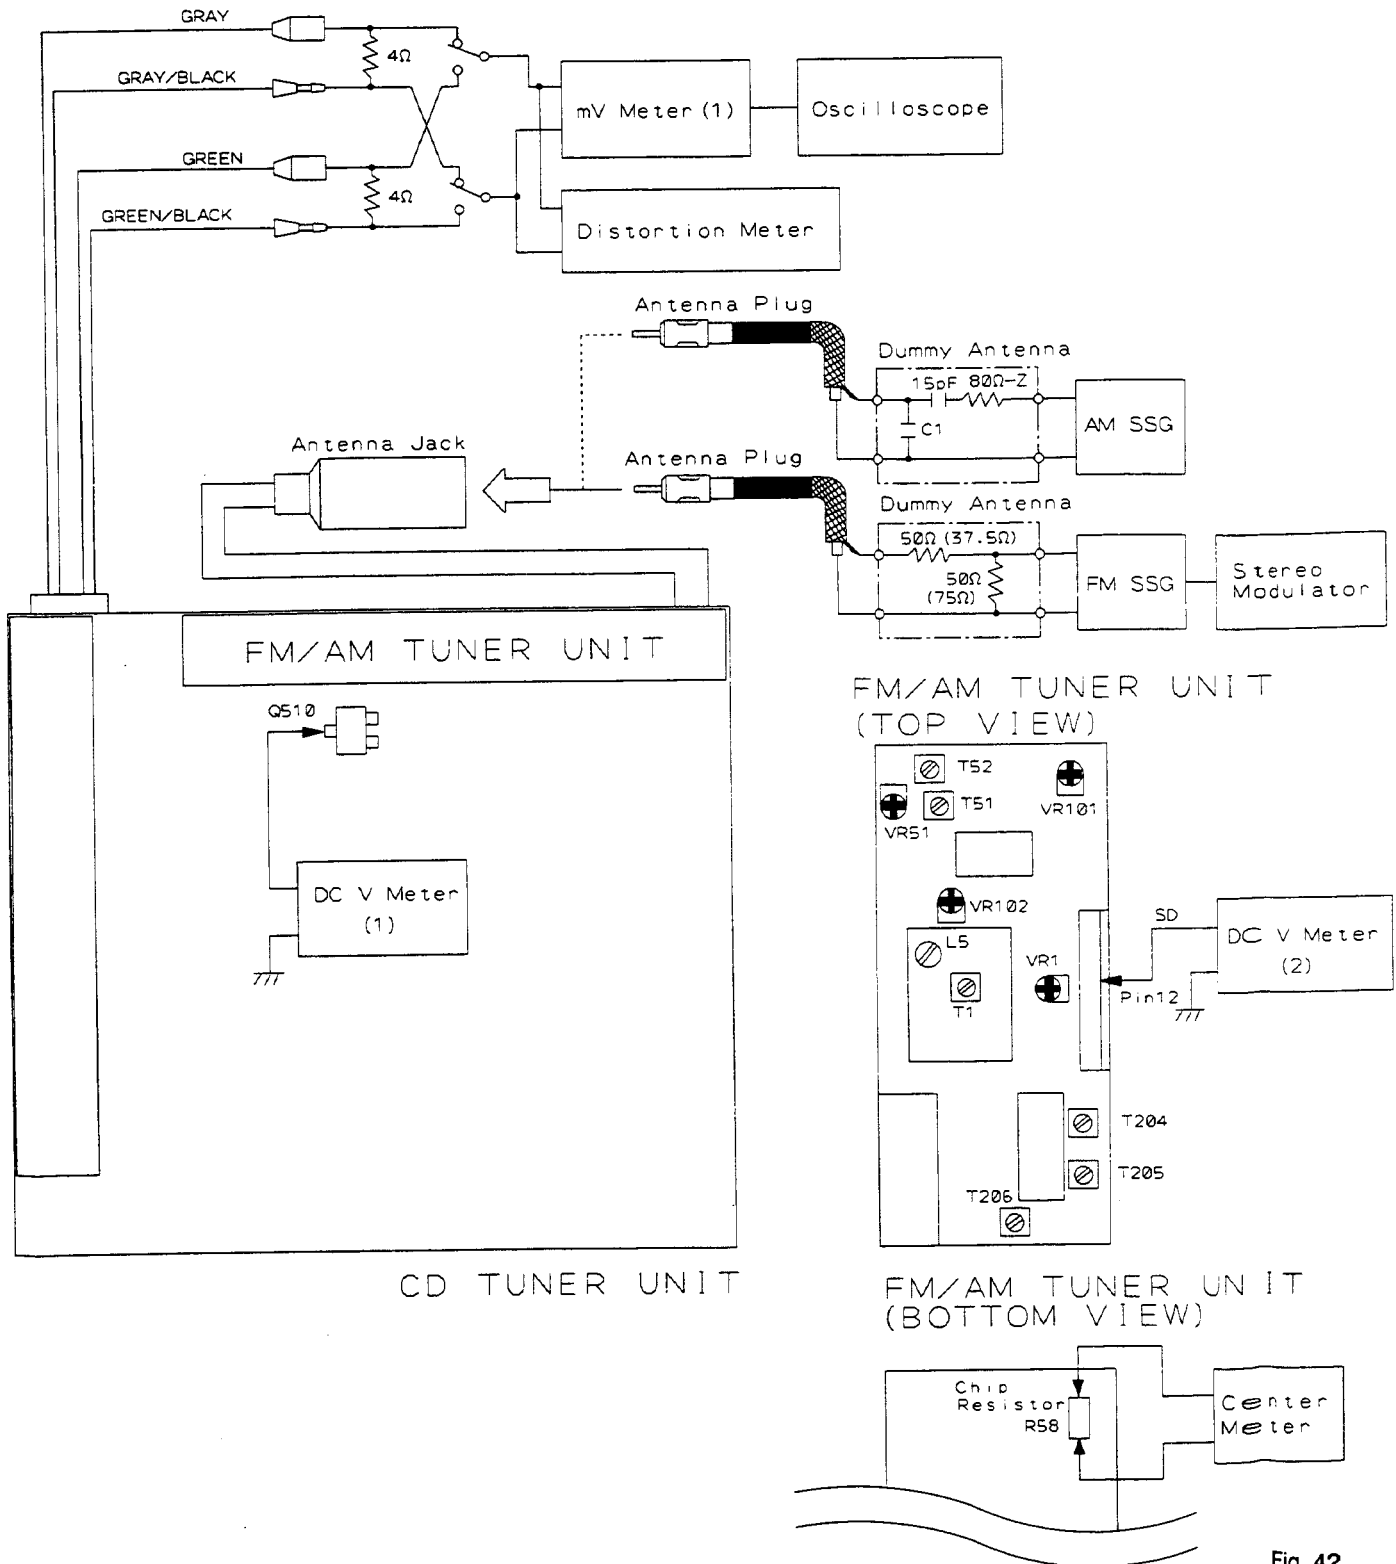 GRAY
4Ω
GRAY/BLACK
GREEN
4Ω
GREEN/BLACK
mV Meter (1)
Oscilloscope
Distortion Meter
Antenna Plug
Dummy Antenna
15pF 80Ω-Z
C1
AM SSG
Antenna Jack
Antenna Plug
Dummy Antenna
50Ω (37.5Ω)
50Ω
(75Ω)
FM SSG
Stereo
Modulator
FM/AM TUNER UNIT
Q510
DC V Meter
(1)
CD TUNER UNIT
FM/AM TUNER UNIT
(TOP VIEW)
T52
T51
VR51
VR101
VR102
L5
T1
VR1
SD
Pin12
DC V Meter
(2)
T204
T205
T206
FM/AM TUNER UNIT
(BOTTOM VIEW)
Chip
Resistor
R58
Center
Meter
Fig. 42